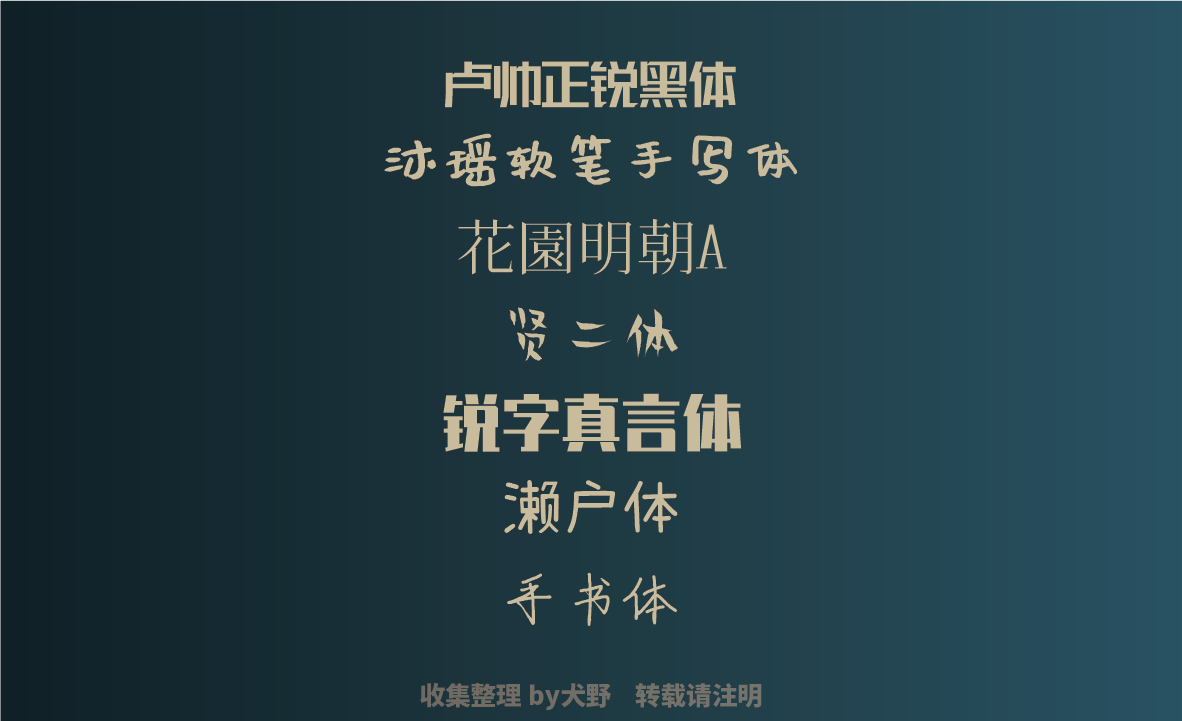 卢帅正锐黑体
沐瑶软笔手写体
花園明朝A
贤二体
锐字真言体
濑户体
手书体
收集整理 by犬野　转载请注明